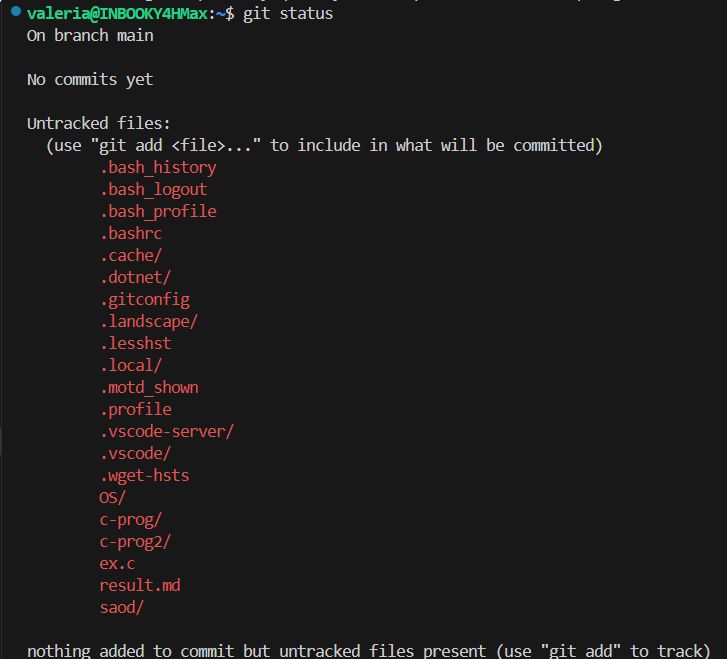 valeria@INBOOKY4HMax:~$ git status
On branch main
No commits yet
Untracked files:
(use "git add <file>..." to include in what will be committed)
.bash_history
.bash_logout
.bash_profile
.bashrc
.cache/
.dotnet/
.gitconfig
.landscape/
.lesshst
.local/
.motd_shown
.profile
.vscode-server/
.vscode/
.wget-hsts
OS/
c-prog/
c-prog2/
ex.c
result.md
saod/
nothing added to commit but untracked files present (use "git add" to track)